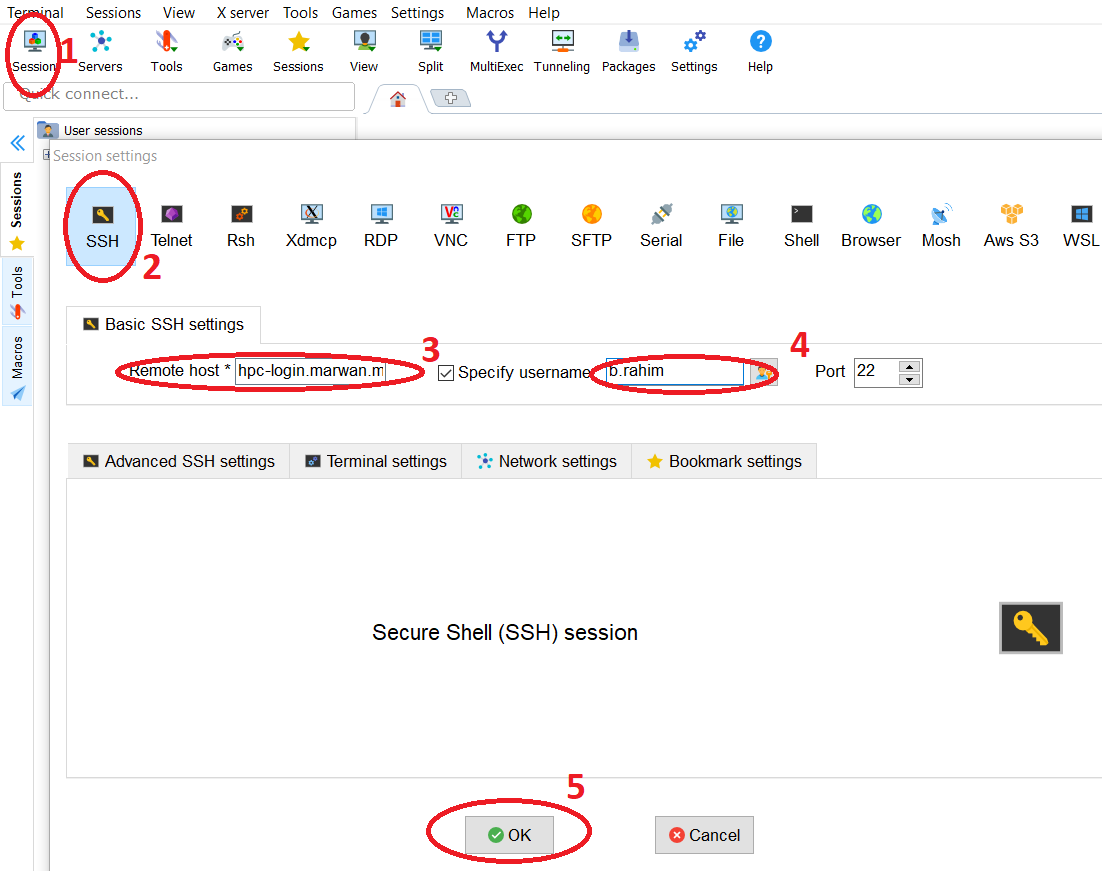 Terminal Sessions View X server Tools Games Settings Macros Help
1
Session Servers Tools Games Sessions View Split MultiExec Tunneling Packages Settings Help
Quick connect...
User sessions
Session settings
Sessions
Tools
Macros
SSH Telnet Rsh Xdmcp RDP VNC FTP SFTP Serial File Shell Browser Mosh Aws S3 WSL
2
Basic SSH settings
3
4
Remote host * hpc-login.marwan.m Specify username b.rahim Port 22
Advanced SSH settings Terminal settings Network settings Bookmark settings
Secure Shell (SSH) session
5
OK Cancel